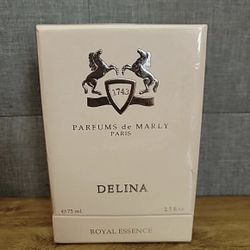 1743
PARFUMS de MARLY
PARIS
DELINA
℮75 ml 2.5 fl.oz
ROYAL ESSENCE